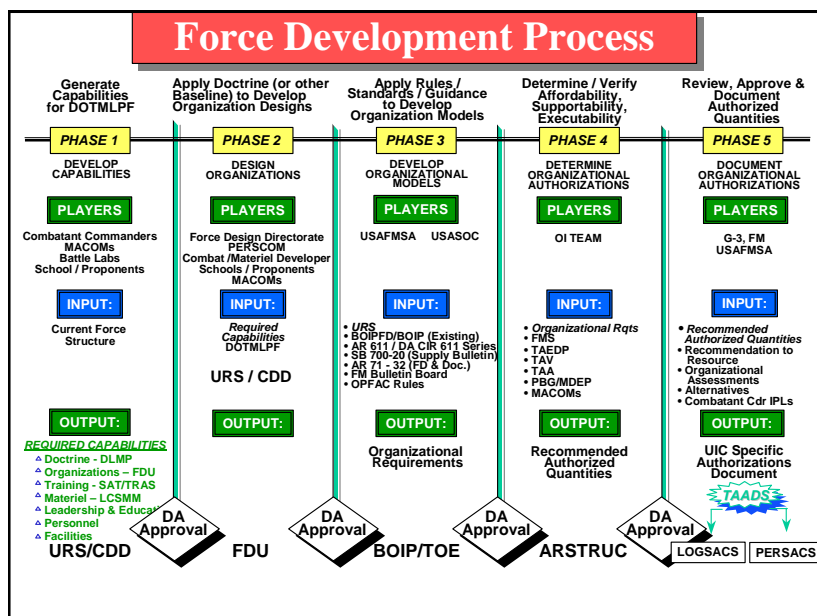 Force Development Process
Generate
Capabilities
for DOTMLPF
PHASE 1
DEVELOP
CAPABILITIES
PLAYERS
Combatant Commanders
MACOMs
Battle Labs
School / Proponents
INPUT:
Current Force
Structure
OUTPUT:
REQUIRED CAPABILITIES
Doctrine - DLMP
Organizations – FDU
Training - SAT/TRAS
Materiel – LCSMM
Leadership & Educati
Personnel
Facilities
URS/CDD
DA
Approval
Apply Doctrine (or other
Baseline) to Develop
Organization Designs
PHASE 2
DESIGN
ORGANIZATIONS
PLAYERS
Force Design Directorate
PERSCOM
Combat /Materiel Developer
Schools / Proponents
MACOMs
INPUT:
Required
Capabilities
DOTMLPF
URS / CDD
OUTPUT:
FDU
DA
Approval
Apply Rules /
Standards / Guidance
to Develop
Organization Models
PHASE 3
DEVELOP
ORGANIZATIONAL
MODELS
PLAYERS
USAFMSA USASOC
INPUT:
• URS
• BOIPFD/BOIP (Existing)
• AR 611 / DA CIR 611 Series
• SB 700-20 (Supply Bulletin)
• AR 71 - 32 (FD & Doc.)
• FM Bulletin Board
• OPFAC Rules
OUTPUT:
Organizational
Requirements
BOIP/TOE
DA
Approval
Determine / Verify
Affordability,
Supportability,
Executability
PHASE 4
DETERMINE
ORGANIZATIONAL
AUTHORIZATIONS
PLAYERS
OI TEAM
INPUT:
• Organizational Rqts
• FMS
• TAEDP
• TAV
• TAA
• PBG/MDEP
• MACOMs
OUTPUT:
Recommended
Authorized
Quantities
ARSTRUC
DA
Approval
Review, Approve &
Document
Authorized
Quantities
PHASE 5
DOCUMENT
ORGANIZATIONAL
AUTHORIZATIONS
PLAYERS
G-3, FM
USAFMSA
INPUT:
• Recommended
Authorized Quantities
• Recommendation to
Resource
• Organizational
Assessments
• Alternatives
• Combatant Cdr IPLs
OUTPUT:
UIC Specific
Authorizations
Document
TAADS
LOGSACS PERSACS